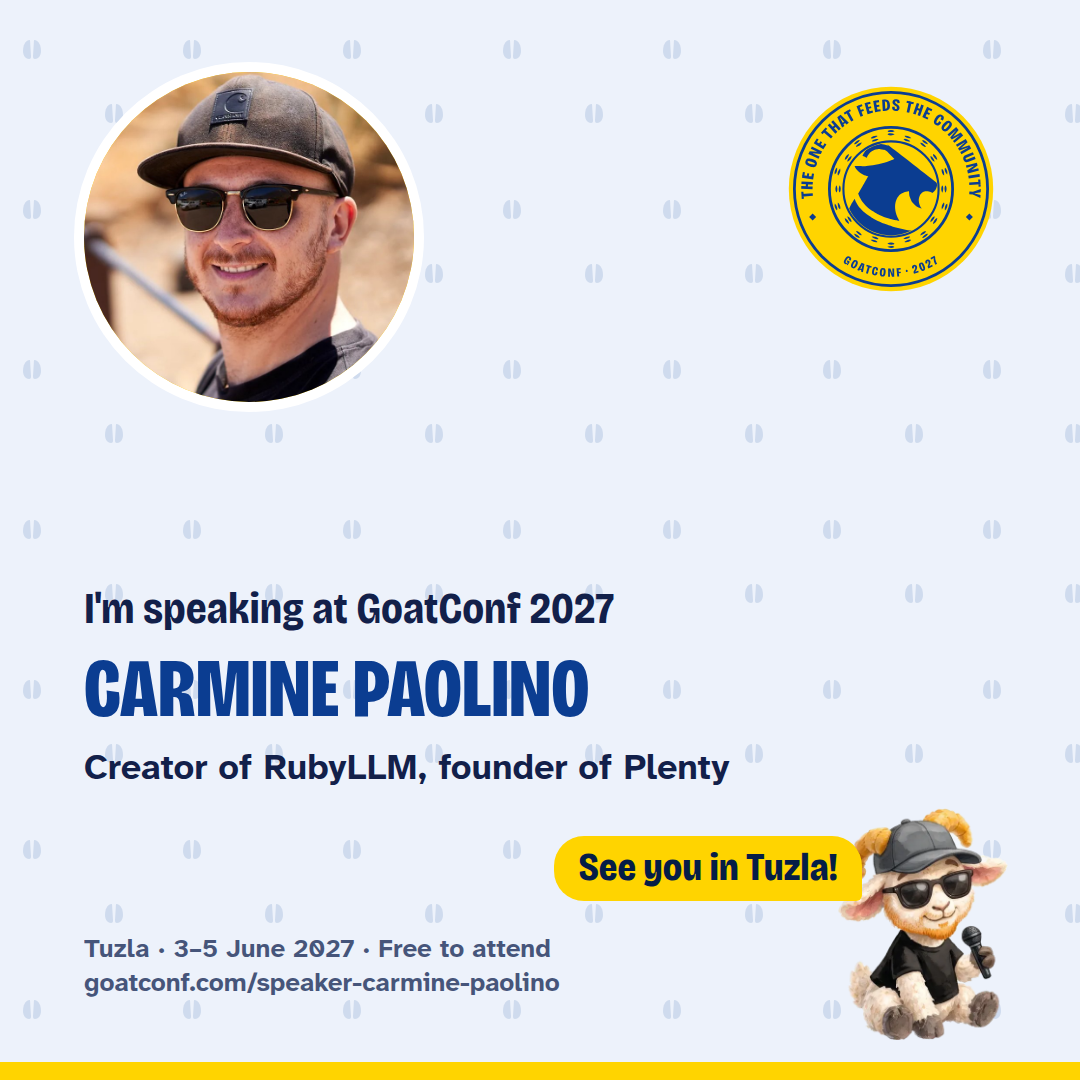 THE ONE THAT FEEDS THE COMMUNITY
GOATCONF · 2027
I'm speaking at GoatConf 2027
CARMINE PAOLINO
Creator of RubyLLM, founder of Plenty
See you in Tuzla!
Tuzla · 3–5 June 2027 · Free to attend
goatconf.com/speaker-carmine-paolino